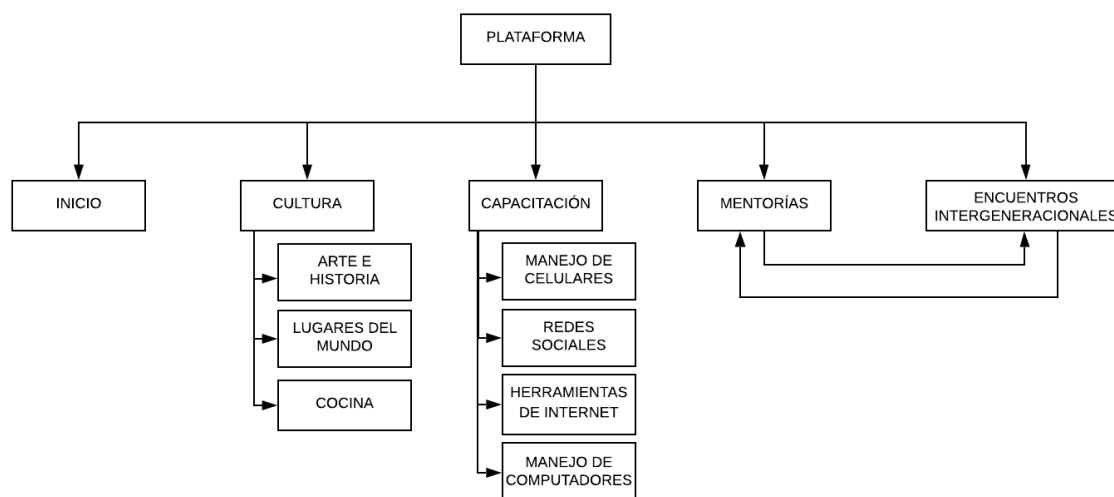 PLATAFORMA
INICIO
CULTURA
CAPACITACIÓN
MENTORÍAS
ENCUENTROS
INTERGENERACIONALES
ARTE E
HISTORIA
LUGARES DEL
MUNDO
COCINA
MANEJO DE
CELULARES
REDES
SOCIALES
HERRAMIENTAS
DE INTERNET
MANEJO DE
COMPUTADORES